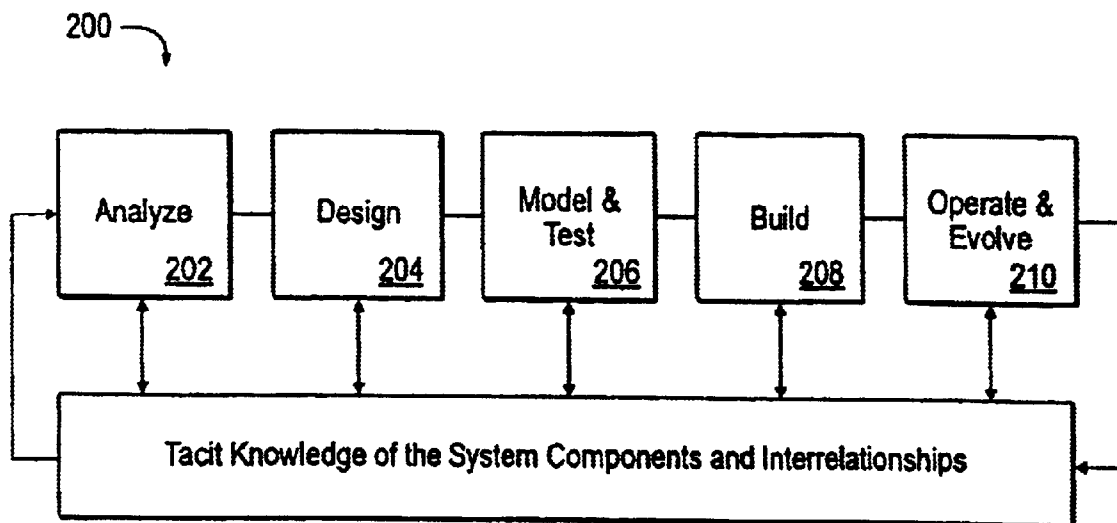 200
Analyze
202
Design
204
Model &
Test
206
Build
208
Operate &
Evolve
210
Tacit Knowledge of the System Components and Interrelationships